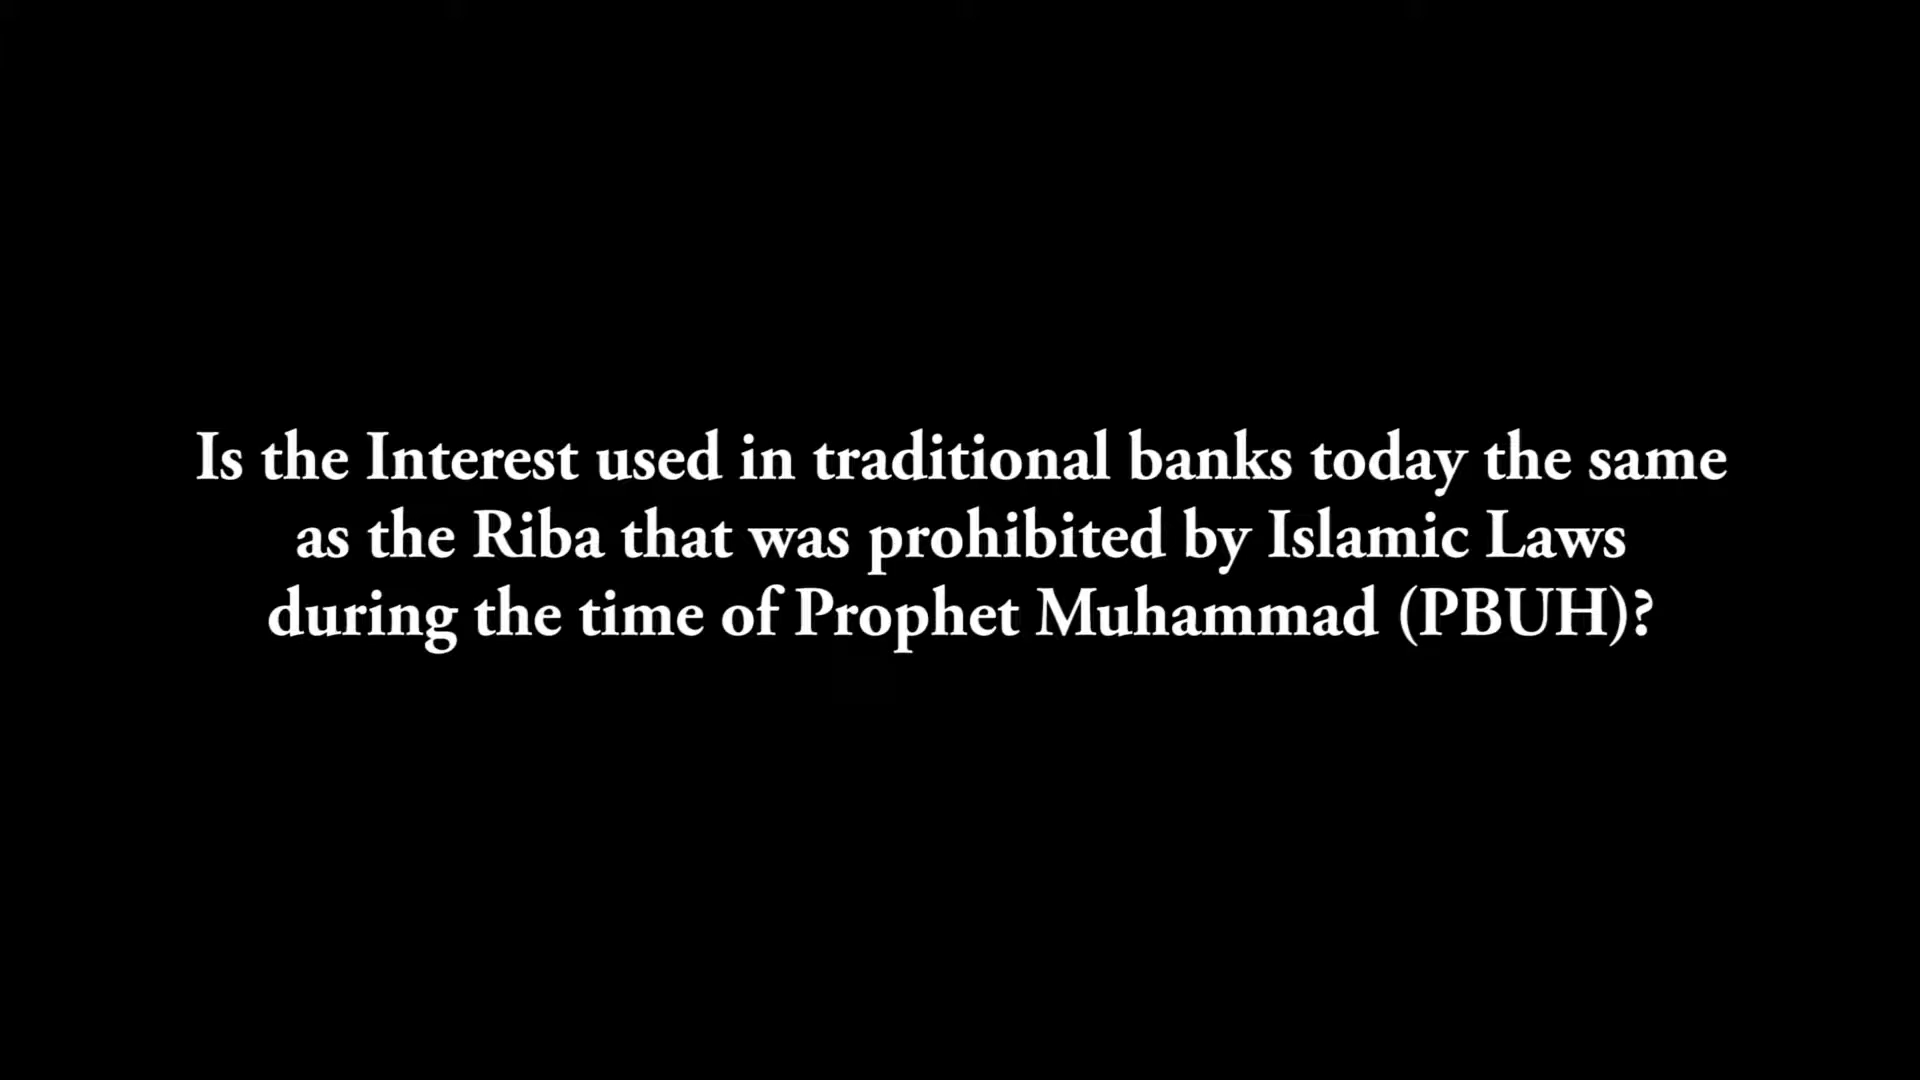 Is the Interest used in traditional banks today the same
as the Riba that was prohibited by Islamic Laws
during the time of Prophet Muhammad (PBUH)?